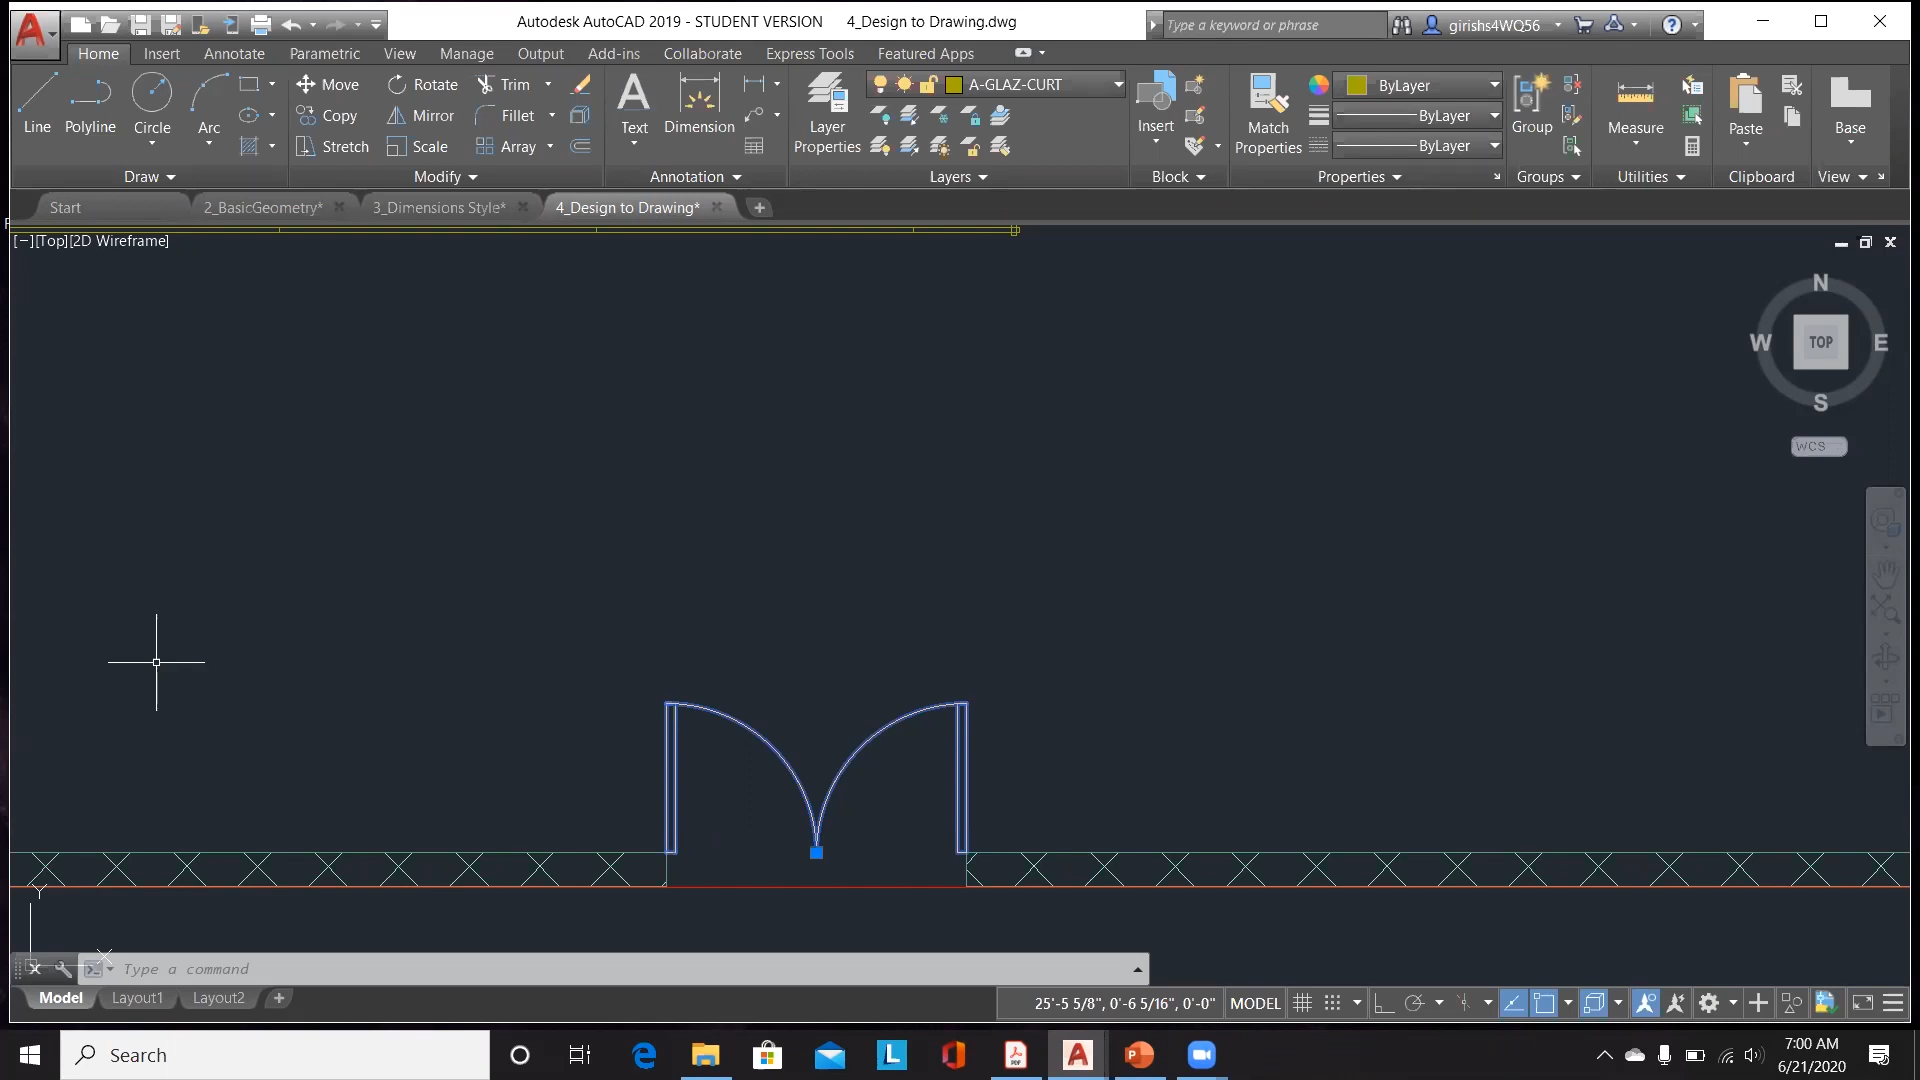 Autodesk AutoCAD 2019 - STUDENT VERSION 4_Design to Drawing.dwg
Type a keyword or phrase
girishs4WQ56
Home Insert Annotate Parametric View Manage Output Add-ins Collaborate Express Tools Featured Apps
Line Polyline Circle Arc
Move Rotate Trim
Copy Mirror Fillet
Stretch Scale Array
Text Dimension
Layer Properties
A-GLAZ-CURT
Insert
Match Properties
ByLayer
ByLayer
ByLayer
Group
Measure
Paste
Base
Draw Modify Annotation Layers Block Properties Groups Utilities Clipboard View
Start 2_BasicGeometry* 3_Dimensions Style* 4_Design to Drawing*
[−][Top][2D Wireframe]
N
W TOP E
S
WCS
Y
X
Type a command
Model Layout1 Layout2
25'-5 5/8", 0'-6 5/16", 0'-0" MODEL
Search
7:00 AM
6/21/2020